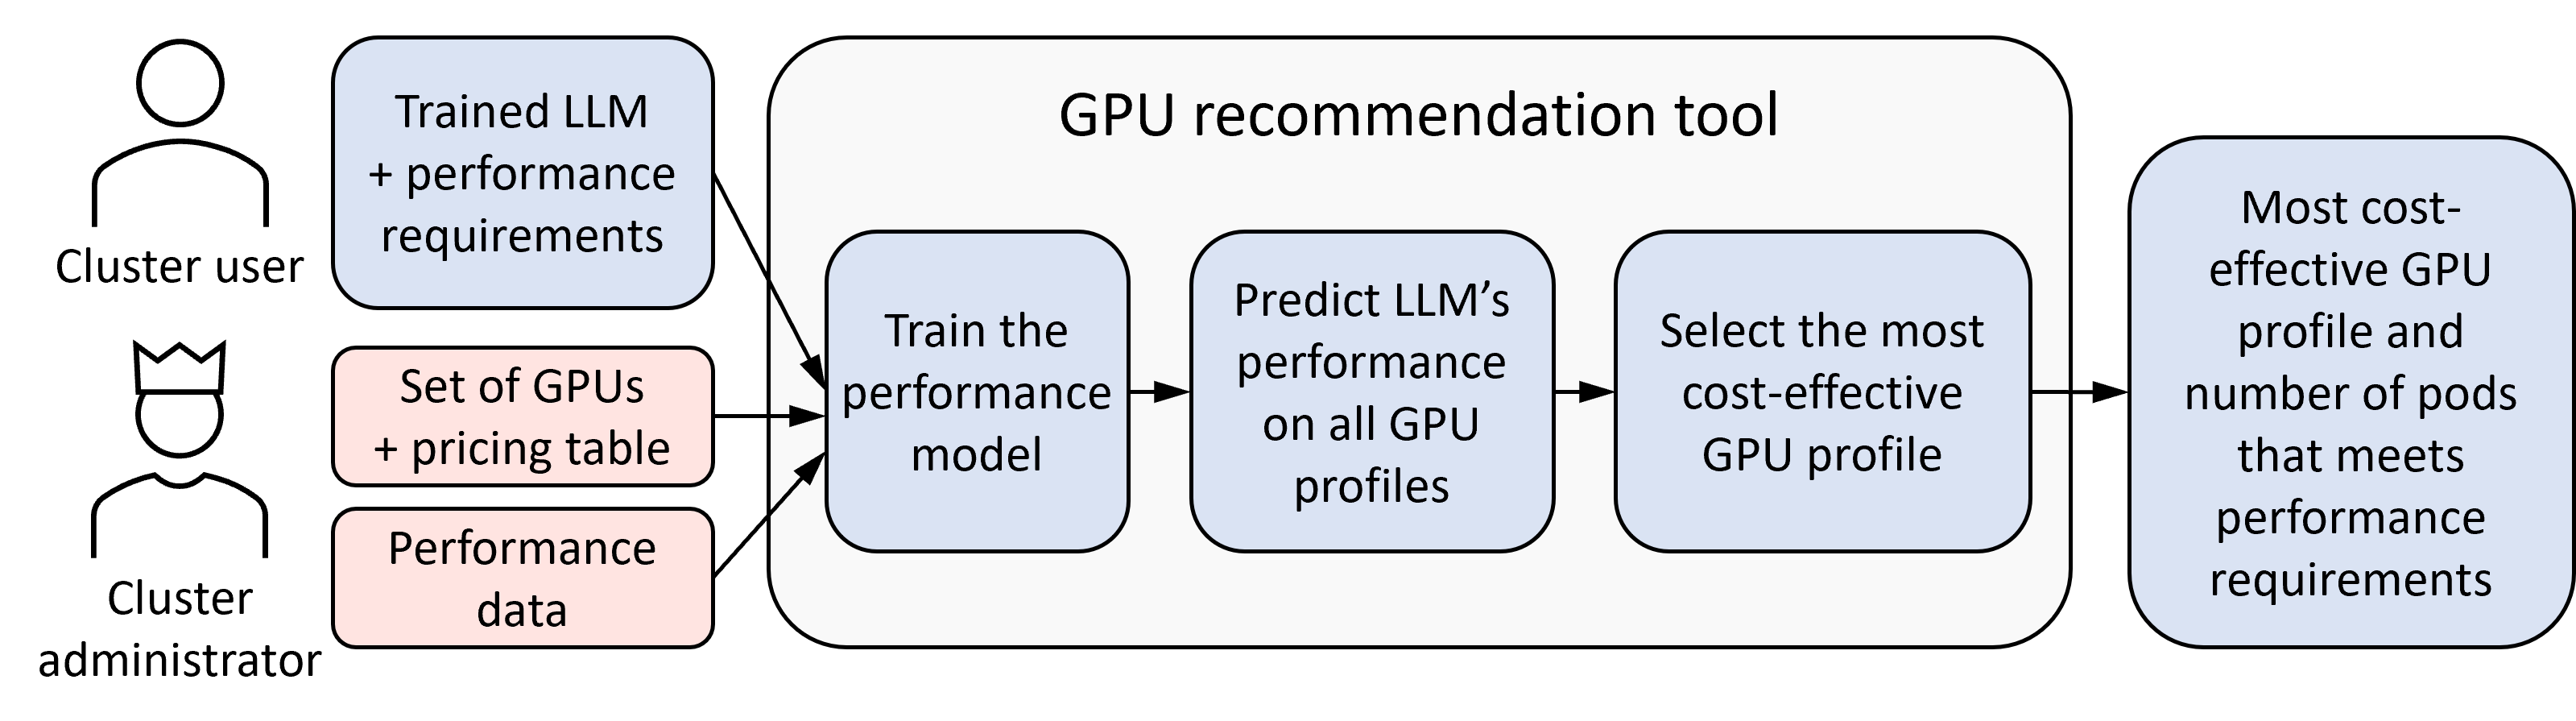 Cluster user
Trained LLM
+ performance
requirements
Cluster
administrator
Set of GPUs
+ pricing table
Performance
data
GPU recommendation tool
Train the
performance
model
Predict LLM’s
performance
on all GPU
profiles
Select the most
cost-effective
GPU profile
Most cost-
effective GPU
profile and
number of pods
that meets
performance
requirements